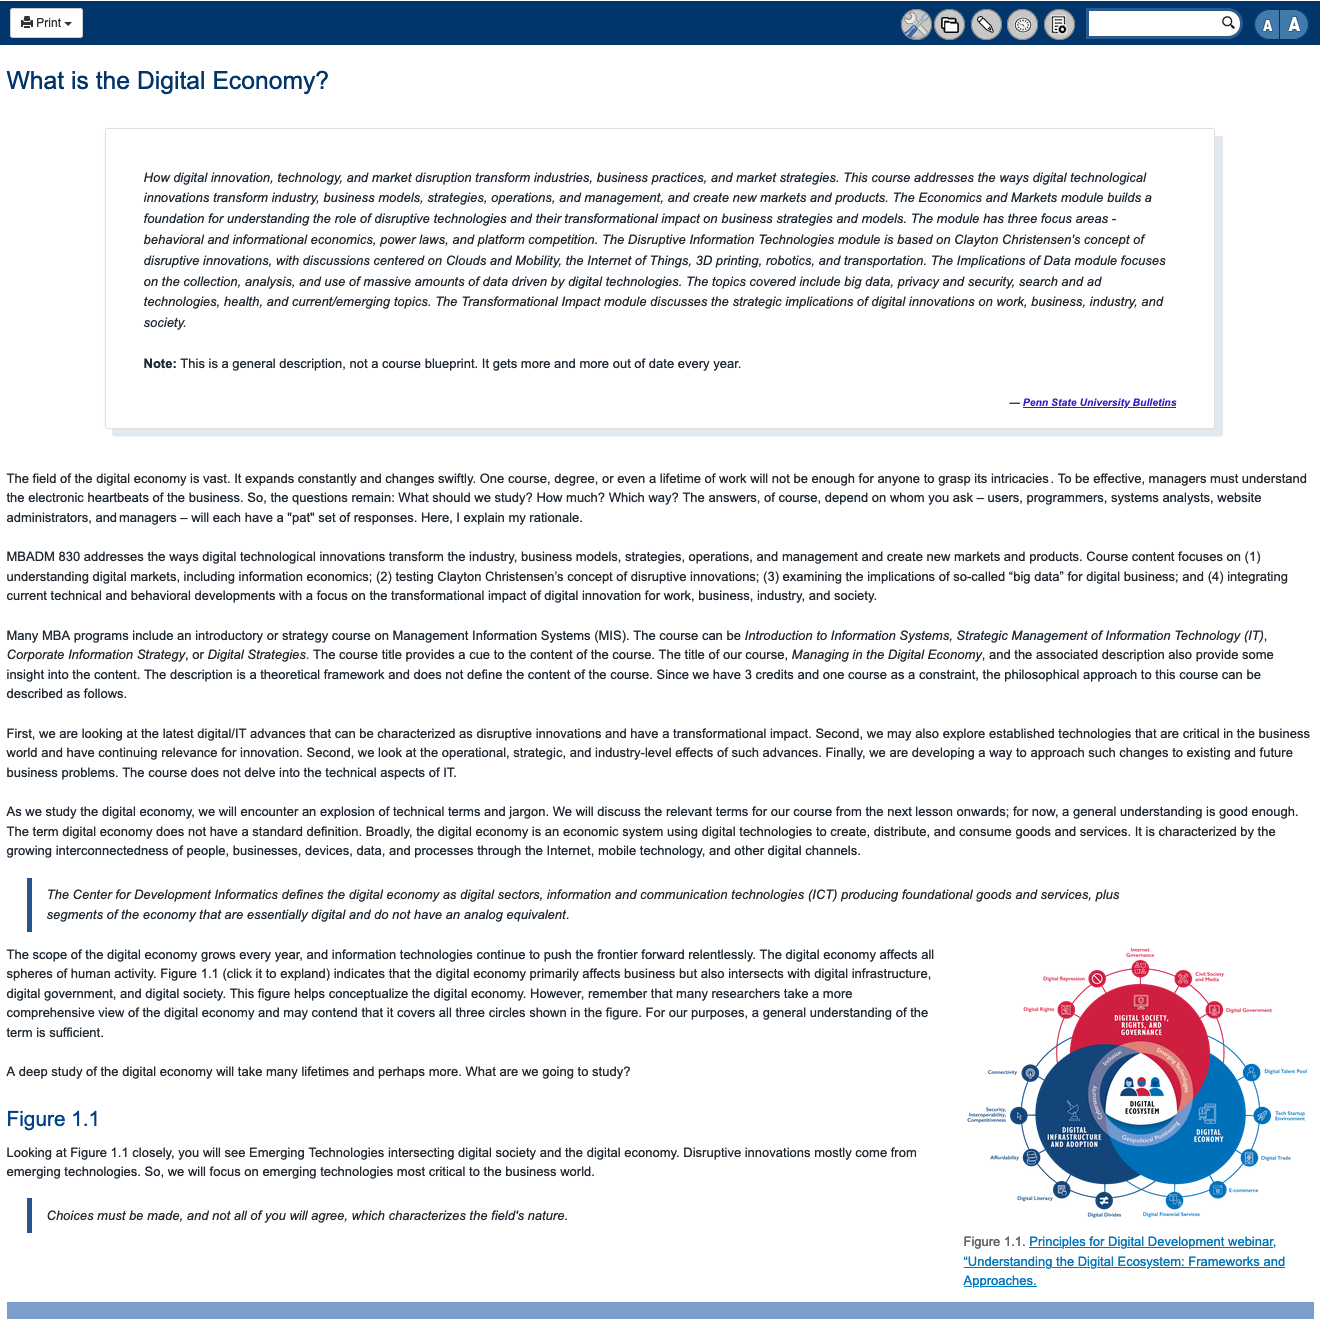 Print
A A
What is the Digital Economy?
How digital innovation, technology, and market disruption transform industries, business practices, and market strategies. This course addresses the ways digital technological
innovations transform industry, business models, strategies, operations, and management, and create new markets and products. The Economics and Markets module builds a
foundation for understanding the role of disruptive technologies and their transformational impact on business strategies and models. The module has three focus areas -
behavioral and informational economics, power laws, and platform competition. The Disruptive Information Technologies module is based on Clayton Christensen's concept of
disruptive innovations, with discussions centered on Clouds and Mobility, the Internet of Things, 3D printing, robotics, and transportation. The Implications of Data module focuses
on the collection, analysis, and use of massive amounts of data driven by digital technologies. The topics covered include big data, privacy and security, search and ad
technologies, health, and current/emerging topics. The Transformational Impact module discusses the strategic implications of digital innovations on work, business, industry, and
society.
Note: This is a general description, not a course blueprint. It gets more and more out of date every year.
— Penn State University Bulletins
The field of the digital economy is vast. It expands constantly and changes swiftly. One course, degree, or even a lifetime of work will not be enough for anyone to grasp its intricacies. To be effective, managers must understand
the electronic heartbeats of the business. So, the questions remain: What should we study? How much? Which way? The answers, of course, depend on whom you ask – users, programmers, systems analysts, website
administrators, and managers – will each have a "pat" set of responses. Here, I explain my rationale.
MBADM 830 addresses the ways digital technological innovations transform the industry, business models, strategies, operations, and management and create new markets and products. Course content focuses on (1)
understanding digital markets, including information economics; (2) testing Clayton Christensen’s concept of disruptive innovations; (3) examining the implications of so-called “big data” for digital business; and (4) integrating
current technical and behavioral developments with a focus on the transformational impact of digital innovation for work, business, industry, and society.
Many MBA programs include an introductory or strategy course on Management Information Systems (MIS). The course can be Introduction to Information Systems, Strategic Management of Information Technology (IT),
Corporate Information Strategy, or Digital Strategies. The course title provides a cue to the content of the course. The title of our course, Managing in the Digital Economy, and the associated description also provide some
insight into the content. The description is a theoretical framework and does not define the content of the course. Since we have 3 credits and one course as a constraint, the philosophical approach to this course can be
described as follows.
First, we are looking at the latest digital/IT advances that can be characterized as disruptive innovations and have a transformational impact. Second, we may also explore established technologies that are critical in the business
world and have continuing relevance for innovation. Second, we look at the operational, strategic, and industry-level effects of such advances. Finally, we are developing a way to approach such changes to existing and future
business problems. The course does not delve into the technical aspects of IT.
As we study the digital economy, we will encounter an explosion of technical terms and jargon. We will discuss the relevant terms for our course from the next lesson onwards; for now, a general understanding is good enough.
The term digital economy does not have a standard definition. Broadly, the digital economy is an economic system using digital technologies to create, distribute, and consume goods and services. It is characterized by the
growing interconnectedness of people, businesses, devices, data, and processes through the Internet, mobile technology, and other digital channels.
The Center for Development Informatics defines the digital economy as digital sectors, information and communication technologies (ICT) producing foundational goods and services, plus
segments of the economy that are essentially digital and do not have an analog equivalent.
The scope of the digital economy grows every year, and information technologies continue to push the frontier forward relentlessly. The digital economy affects all
spheres of human activity. Figure 1.1 (click it to expland) indicates that the digital economy primarily affects business but also intersects with digital infrastructure,
digital government, and digital society. This figure helps conceptualize the digital economy. However, remember that many researchers take a more
comprehensive view of the digital economy and may contend that it covers all three circles shown in the figure. For our purposes, a general understanding of the
term is sufficient.
A deep study of the digital economy will take many lifetimes and perhaps more. What are we going to study?
Figure 1.1
Looking at Figure 1.1 closely, you will see Emerging Technologies intersecting digital society and the digital economy. Disruptive innovations mostly come from
emerging technologies. So, we will focus on emerging technologies most critical to the business world.
Choices must be made, and not all of you will agree, which characterizes the field's nature.
Internet
Governance
Digital Repression
Civil Society
and Media
Digital Rights
Digital Government
DIGITAL SOCIETY,
RIGHTS, AND
GOVERNANCE
Inclusion
Emerging Technologies
Connectivity
Digital Talent Pool
DIGITAL
ECOSYSTEM
Cybersecurity
Security,
Interoperability,
Competitiveness
Tech Startup
Environment
DIGITAL
INFRASTRUCTURE
AND ADOPTION
Geopolitical Positioning
DIGITAL
ECONOMY
Affordability
Digital Trade
Digital Literacy
E-commerce
Digital Divides
Digital Financial Services
Figure 1.1. Principles for Digital Development webinar,
“Understanding the Digital Ecosystem: Frameworks and
Approaches.